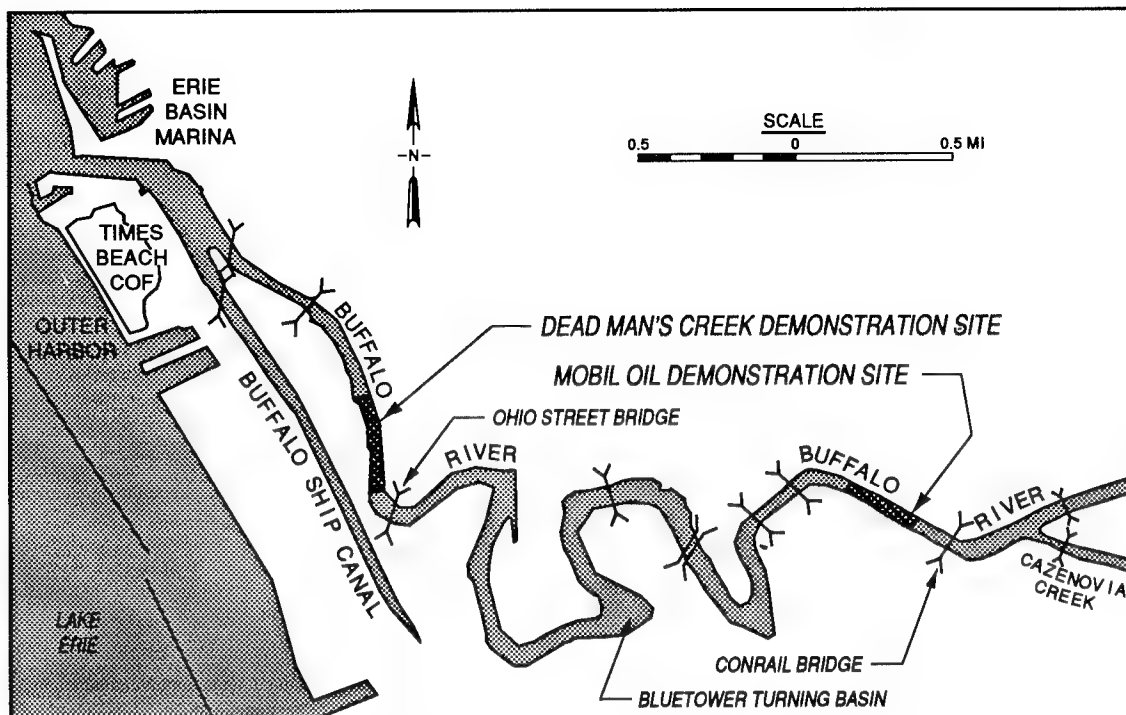 ERIE
BASIN
MARINA
-N-
SCALE
0.5 0 0.5 MI
TIMES
BEACH
COF
OUTER
HARBOR
BUFFALO
DEAD MAN'S CREEK DEMONSTRATION SITE
MOBIL OIL DEMONSTRATION SITE
OHIO STREET BRIDGE
BUFFALO SHIP CANAL
RIVER
BUFFALO
RIVER
CAZENOVIA
CREEK
LAKE
ERIE
CONRAIL BRIDGE
BLUETOWER TURNING BASIN